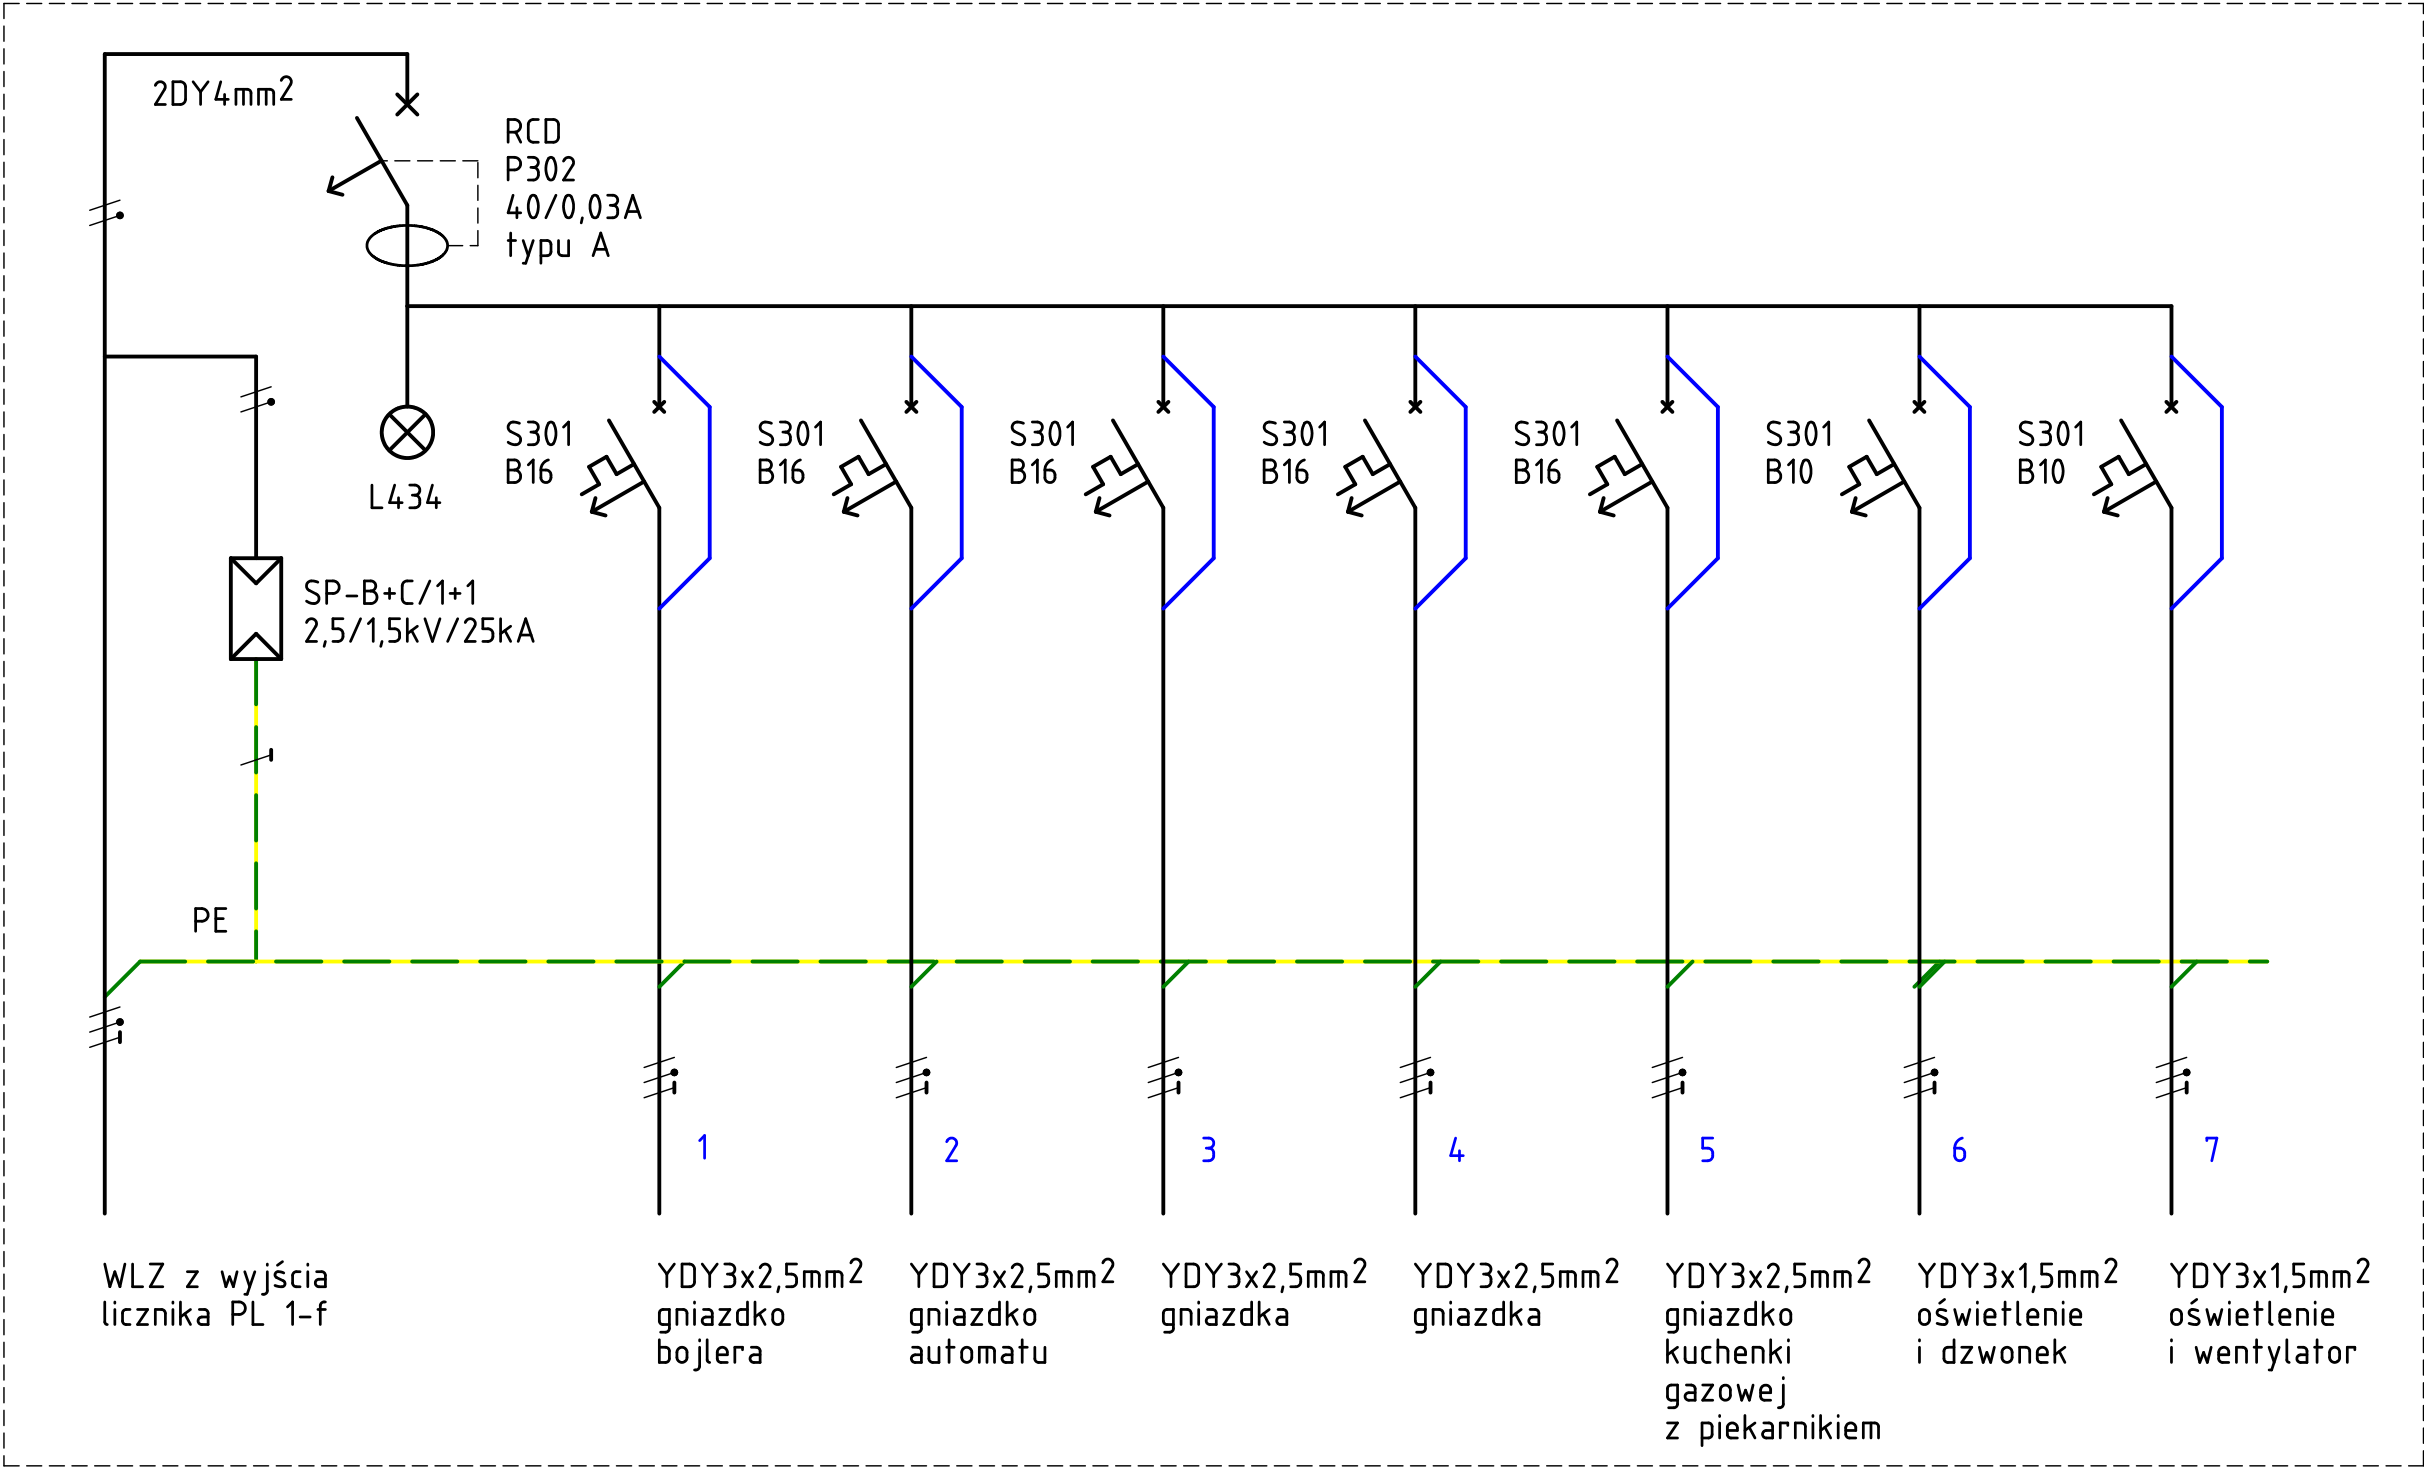 2DY4mm²
RCD
P302
40/0,03A
typu A
L434
S301
B16
S301
B16
S301
B16
S301
B16
S301
B16
S301
B10
S301
B10
SP-B+C/1+1
2,5/1,5kV/25kA
PE
1
2
3
4
5
6
7
WLZ z wyjścia
licznika PL 1-f
YDY3x2,5mm²
gniazdko
bojlera
YDY3x2,5mm²
gniazdko
automatu
YDY3x2,5mm²
gniazdka
YDY3x2,5mm²
gniazdka
YDY3x2,5mm²
gniazdko
kuchenki
gazowej
z piekarnikiem
YDY3x1,5mm²
oświetlenie
i dzwonek
YDY3x1,5mm²
oświetlenie
i wentylator